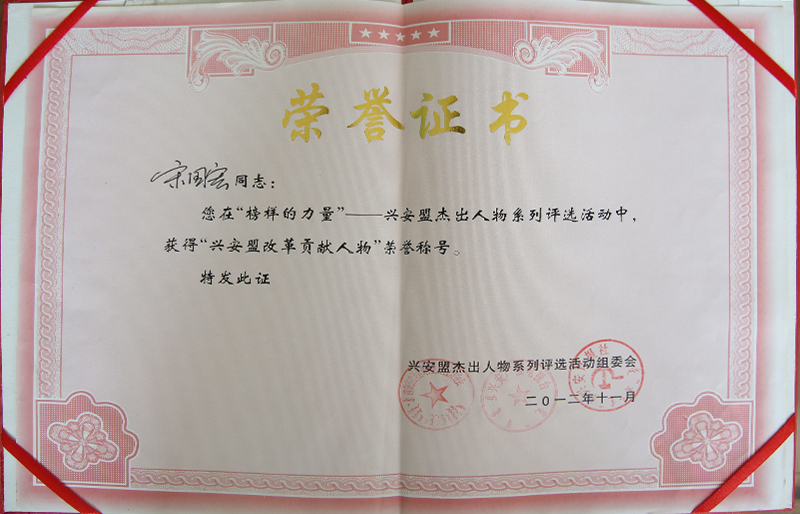 荣誉证书
宋国宏同志：
您在“榜样的力量”——兴安盟杰出人物系列评选活动中，
获得“兴安盟改革贡献人物”荣誉称号。
特发此证
兴安盟杰出人物系列评选活动组委会
二〇一二年十一月